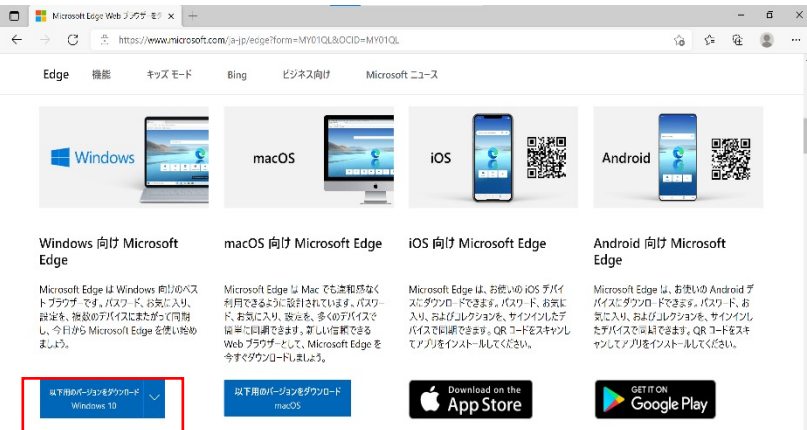 Microsoft Edge Web ブラウザーをダ
https://www.microsoft.com/ja-jp/edge?form=MY01QL&OCID=MY01QL
Edge 機能 キッズ モード Bing ビジネス向け Microsoft ニュース
Windows
macOS
iOS
Android
Windows 向け Microsoft
Edge
Microsoft Edge は Windows 向けのベス
トブラウザーです。パスワード、お気に入り、
設定を、複数のデバイスにまたがって同期
し、今日から Microsoft Edge を使い始め
ましょう。
以下用のバージョンをダウンロード
Windows 10
macOS 向け Microsoft Edge
Microsoft Edge は Mac でも違和感なく
利用できるように設計されています。パスワー
ド、お気に入り、設定を、多くのデバイスで
簡単に同期できます。新しい信頼できる
Web ブラウザーとして、Microsoft Edge を
今すぐダウンロードしましょう。
以下用のバージョンをダウンロード
macOS
iOS 向け Microsoft Edge
Microsoft Edge は、お使いの iOS デバイ
スにダウンロードできます。パスワード、お気に
入り、およびコレクションを、サインインしたデ
バイスで同期できます。QR コードをスキャンし
てアプリをインストールしてください。
Download on the
App Store
Android 向け Microsoft
Edge
Microsoft Edge は、お使いの Android デ
バイスにダウンロードできます。パスワード、お
気に入り、およびコレクションを、サインインし
たデバイスで同期できます。QR コードをスキ
ャンしてアプリをインストールしてください。
GET IT ON
Google Play